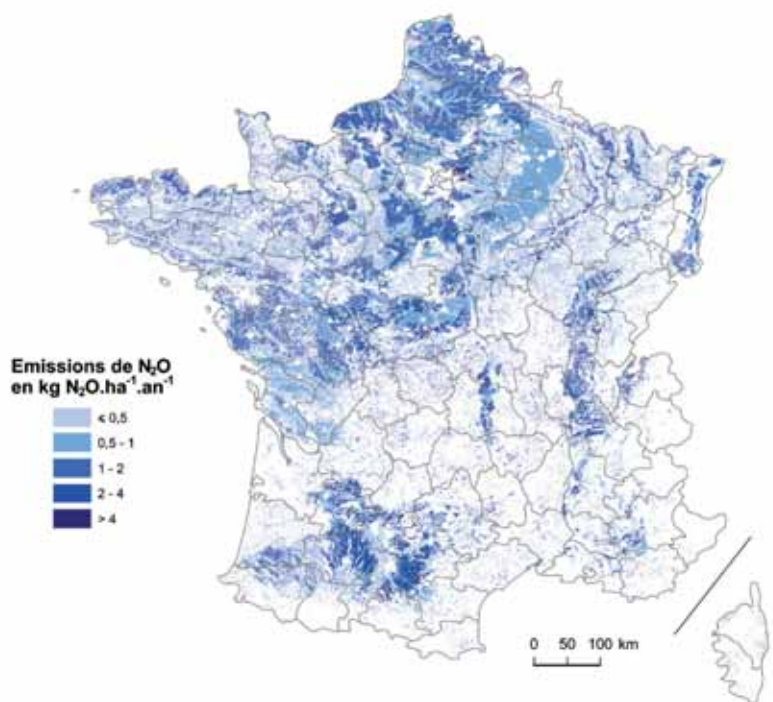 Emissions de N₂O
en kg N₂O.ha⁻¹.an⁻¹
≤ 0,5
0,5 - 1
1 - 2
2 - 4
> 4
0 50 100 km